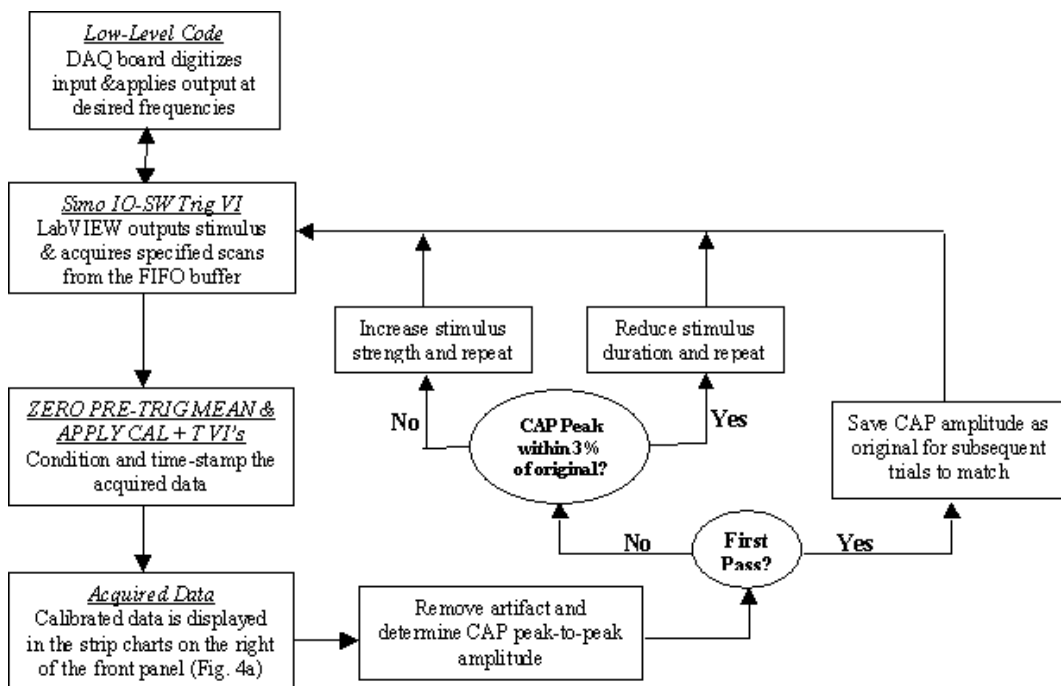 Low-Level Code
DAQ board digitizes
input &applies output at
desired frequencies
Simo IO-SW Trig VI
LabVIEW outputs stimulus
& acquires specified scans
from the FIFO buffer
ZERO PRE-TRIG MEAN &
APPLY CAL + T VI's
Condition and time-stamp the
acquired data
Acquired Data
Calibrated data is displayed
in the strip charts on the right
of the front panel (Fig. 4a)
Remove artifact and
determine CAP peak-to-peak
amplitude
First
Pass?
No
Yes
CAP Peak
within 3%
of original?
No
Yes
Increase stimulus
strength and repeat
Reduce stimulus
duration and repeat
Save CAP amplitude as
original for subsequent
trials to match